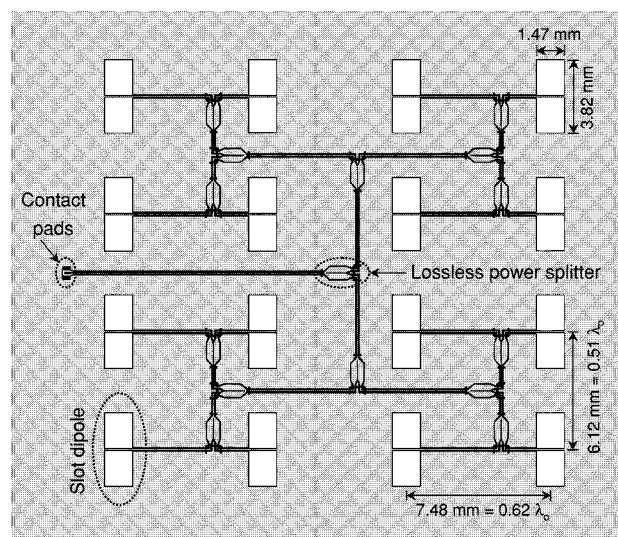 1.47 mm
3.82 mm
Contact
pads
Lossless power splitter
Slot dipole
6.12 mm = 0.51 λo
7.48 mm = 0.62 λo